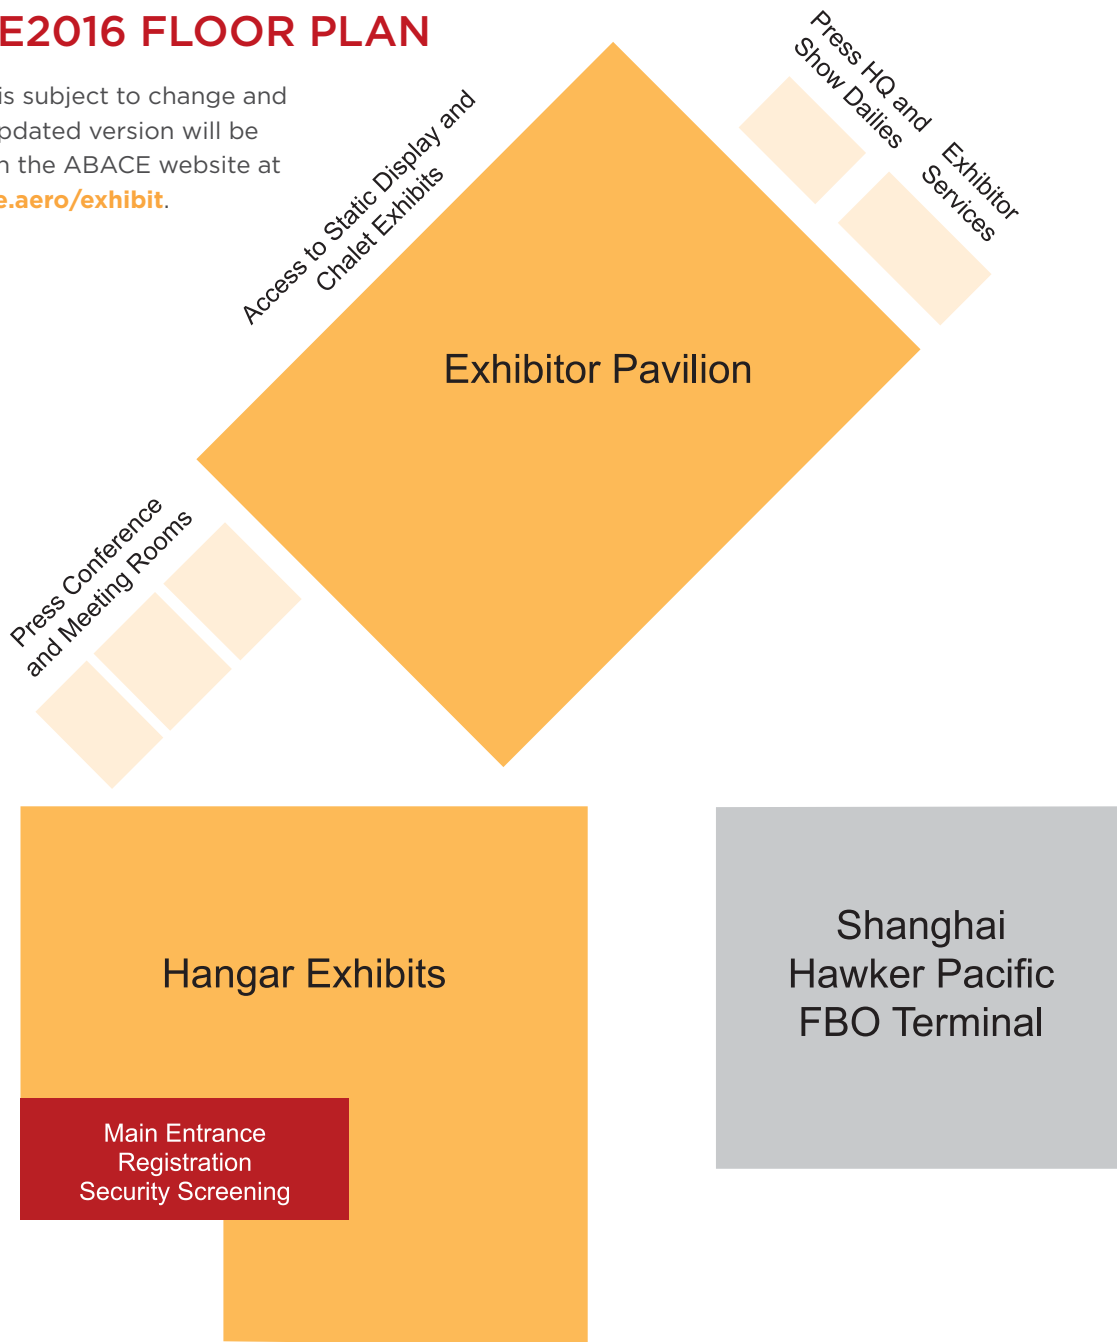 E2016 FLOOR PLAN
is subject to change and
pdated version will be
n the ABACE website at
e.aero/exhibit.
Access to Static Display and
Chalet Exhibits
Press HQ and
Show Dailies
Exhibitor
Services
Exhibitor Pavilion
Press Conference
and Meeting Rooms
Hangar Exhibits
Shanghai
Hawker Pacific
FBO Terminal
Main Entrance
Registration
Security Screening